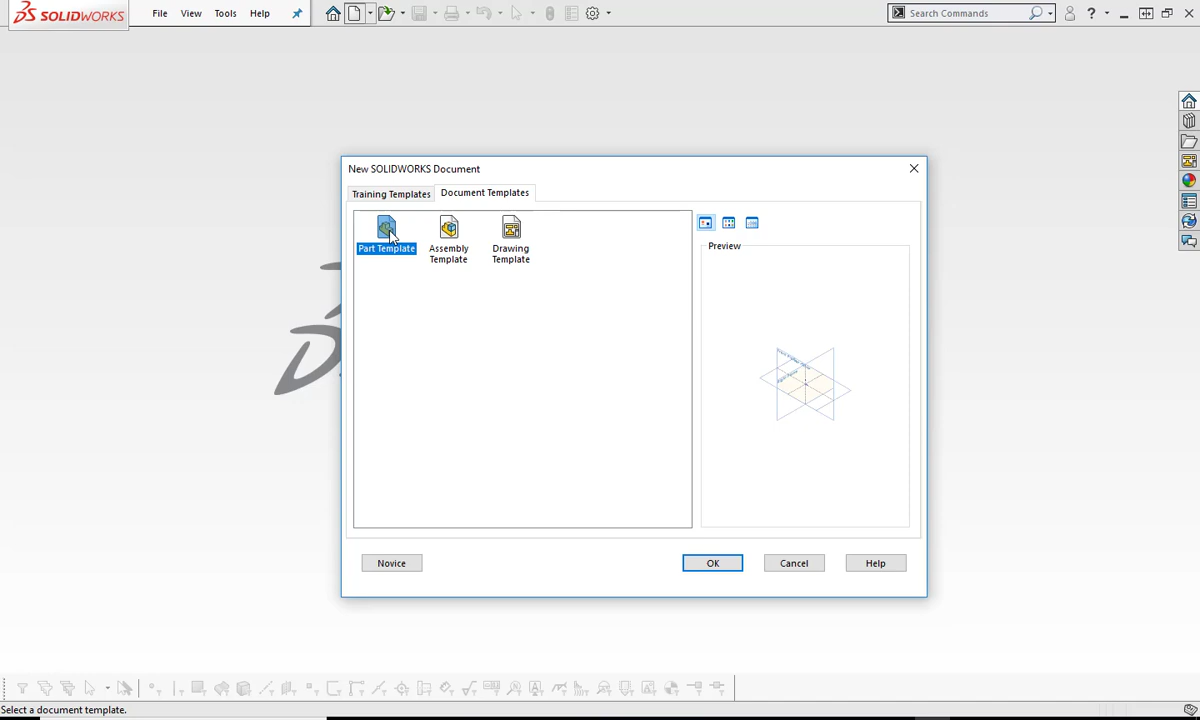 SOLIDWORKS File View Tools Help Search Commands ?
New SOLIDWORKS Document
Training Templates Document Templates
Part Template
Assembly Template
Drawing Template
Preview
Novice OK Cancel Help
Select a document template.